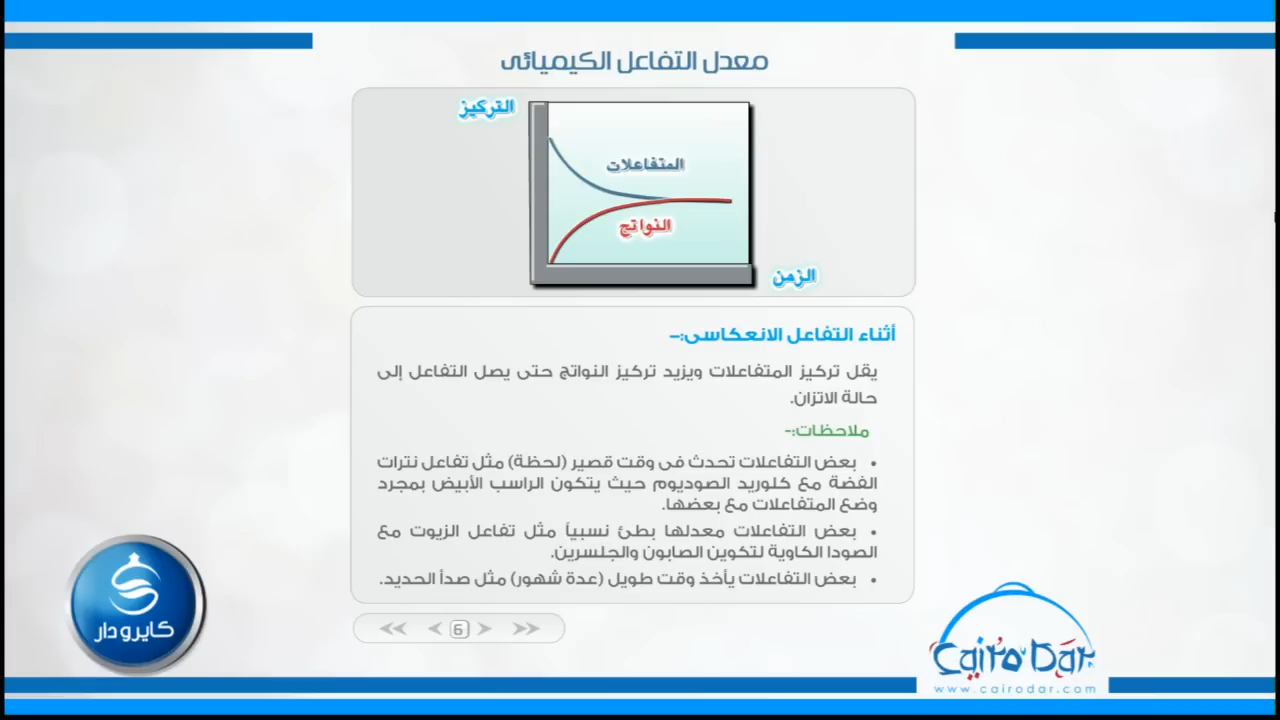 معدل التفاعل الكيميائى
التركيز
المتفاعلات
النواتج
الزمن
أثناء التفاعل الانعكاسى:–
يقل تركيز المتفاعلات ويزيد تركيز النواتج حتى يصل التفاعل إلى
حالة الاتزان.
ملاحظات:-
• بعض التفاعلات تحدث فى وقت قصير (لحظة) مثل تفاعل نترات
الفضة مع كلوريد الصوديوم حيث يتكون الراسب الأبيض بمجرد
وضع المتفاعلات مع بعضها.
• بعض التفاعلات معدلها بطئ نسبياً مثل تفاعل الزيوت مع
الصودا الكاوية لتكوين الصابون والجلسرين.
• بعض التفاعلات يأخذ وقت طويل (عدة شهور) مثل صدأ الحديد.
6
كايرودار
Cairo Dar
www.cairodar.com